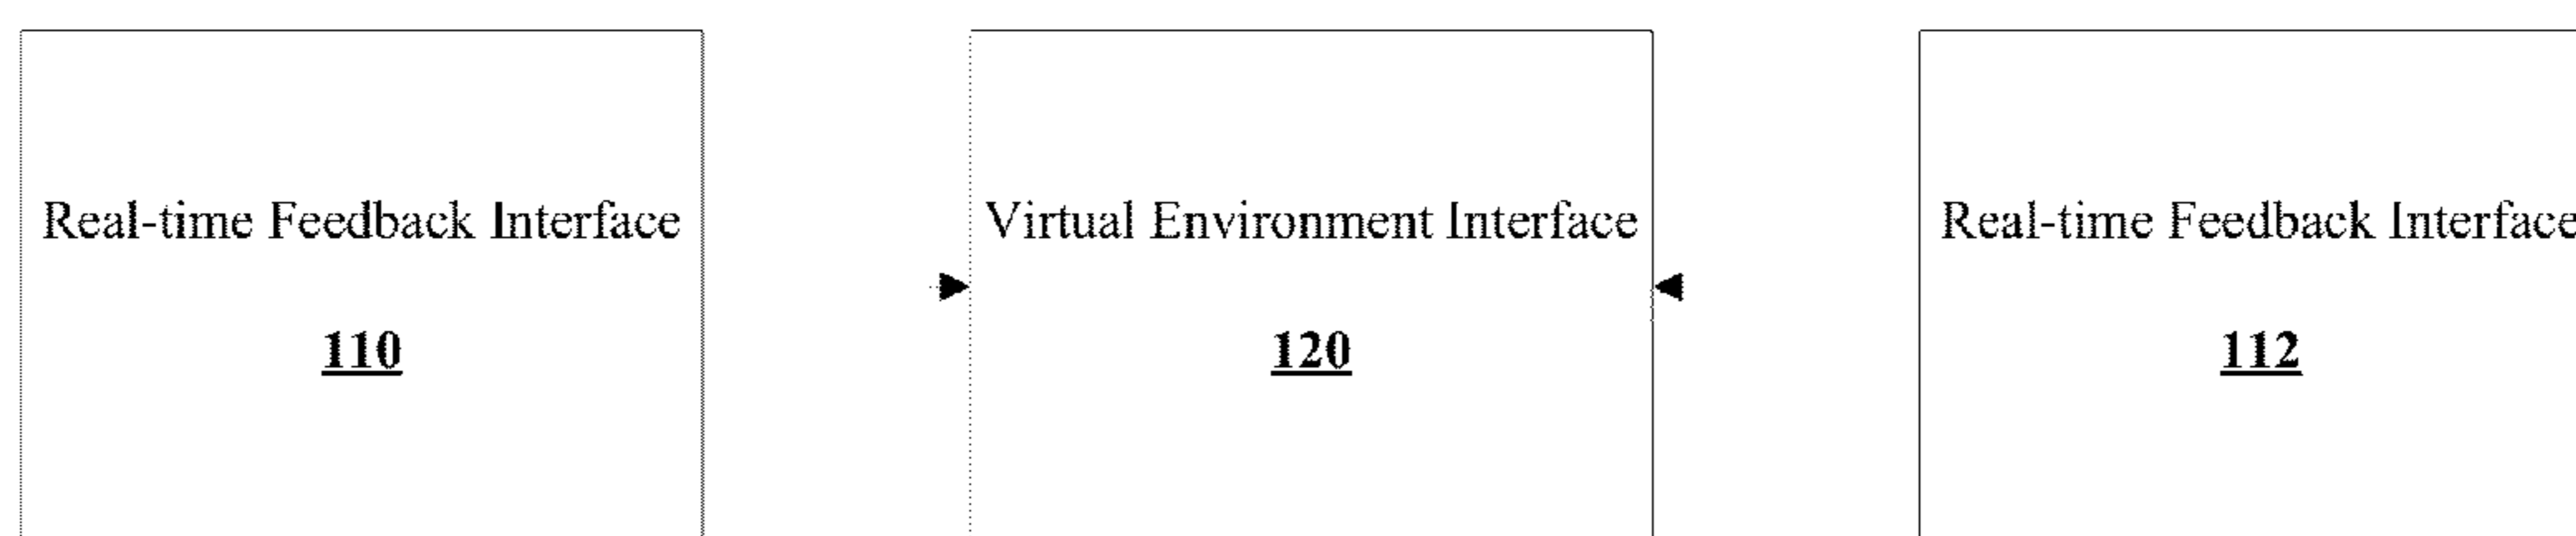 Real-time Feedback Interface
110
Virtual Environment Interface
120
Real-time Feedback Interface
112